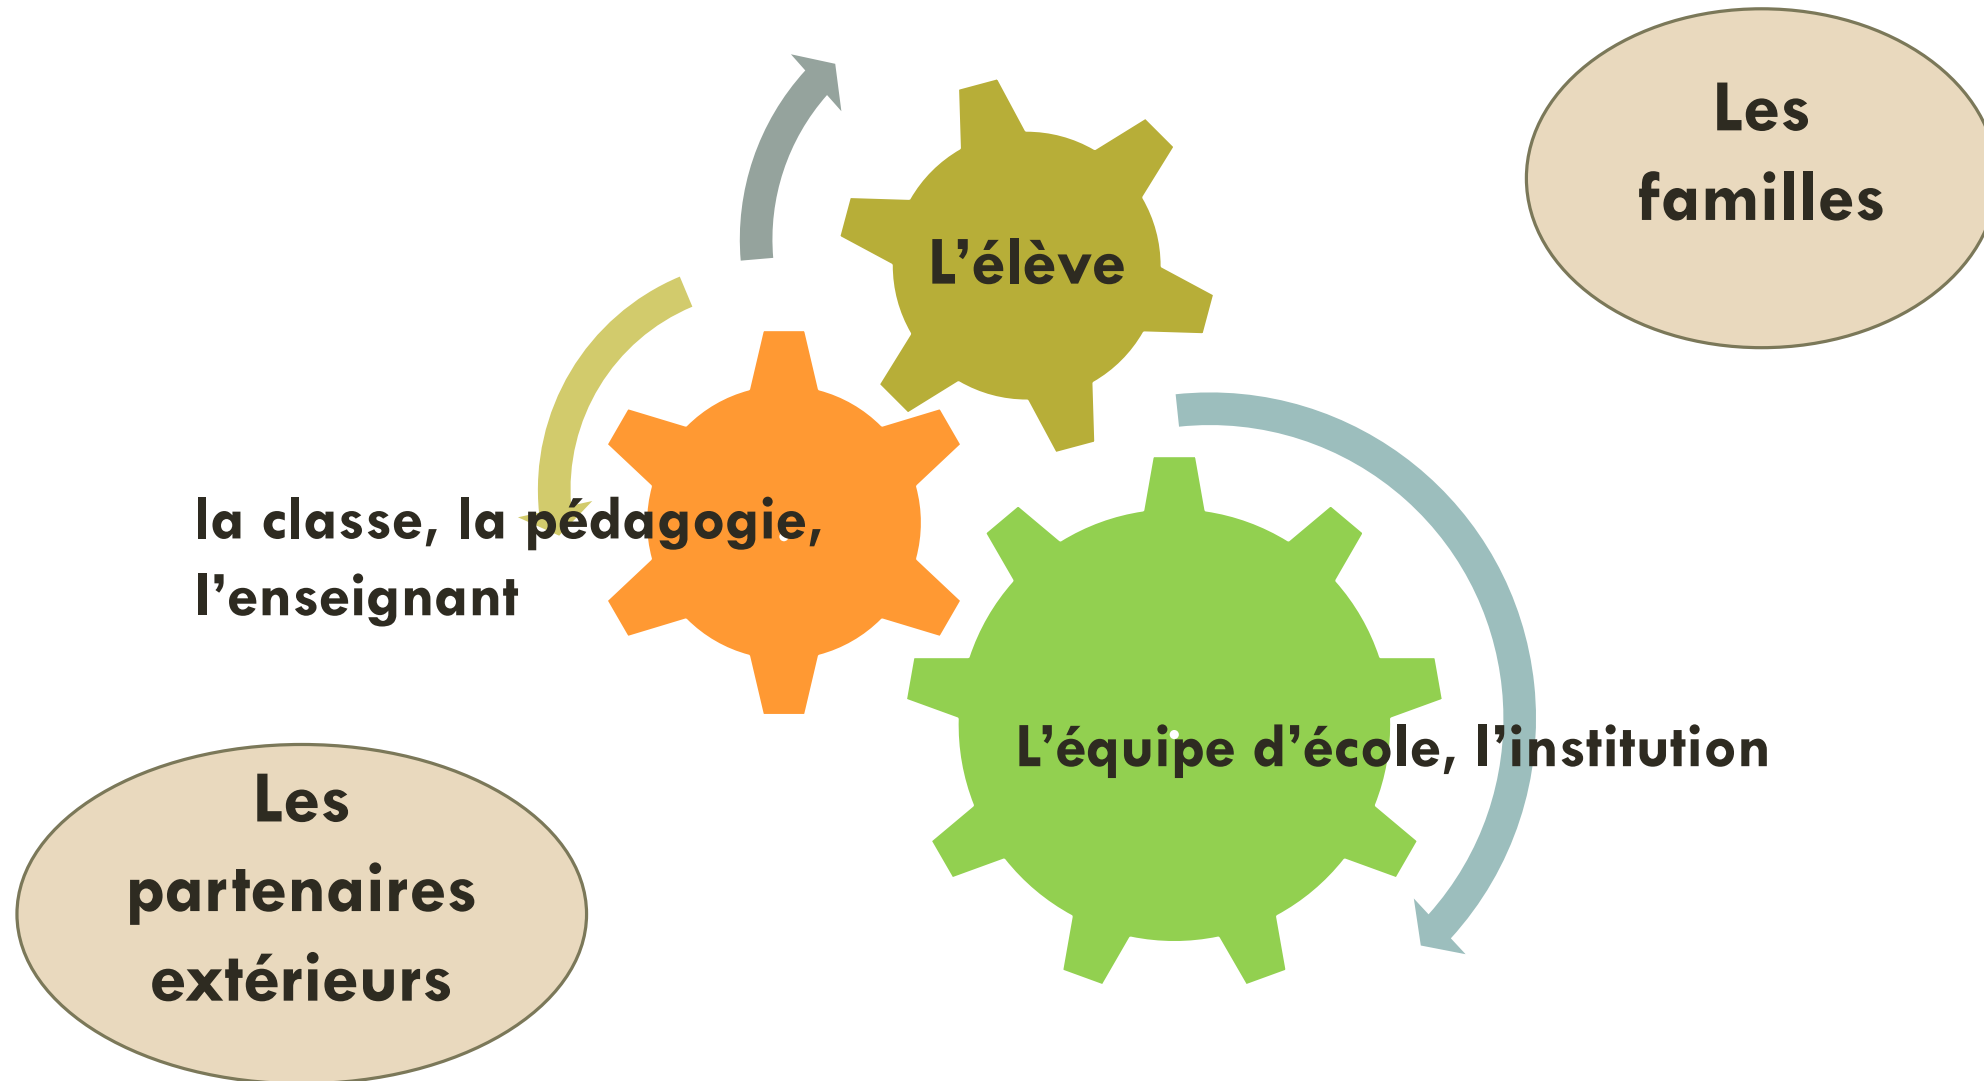 Les
familles
L’élève
la classe, la pédagogie,
l’enseignant
L’équipe d’école, l’institution
Les
partenaires
extérieurs